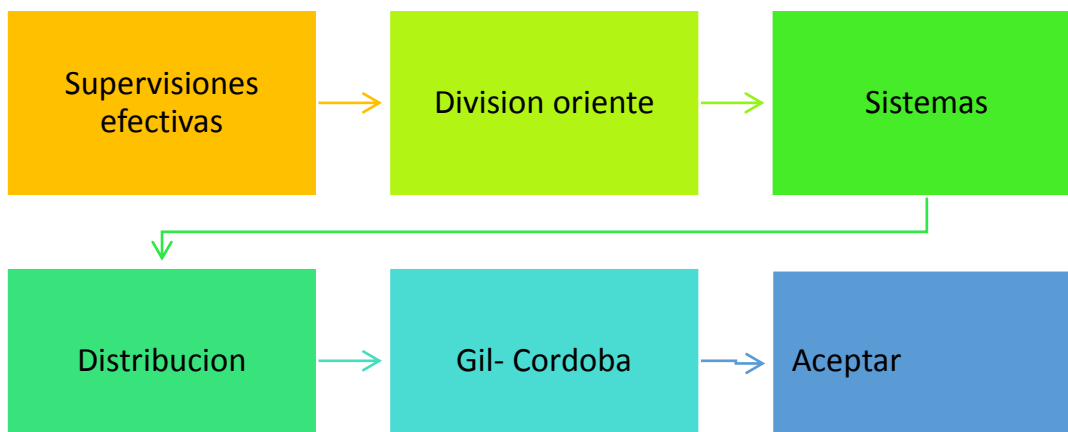 Supervisiones
efectivas
Division oriente
Sistemas
Distribucion
Gil- Cordoba
Aceptar